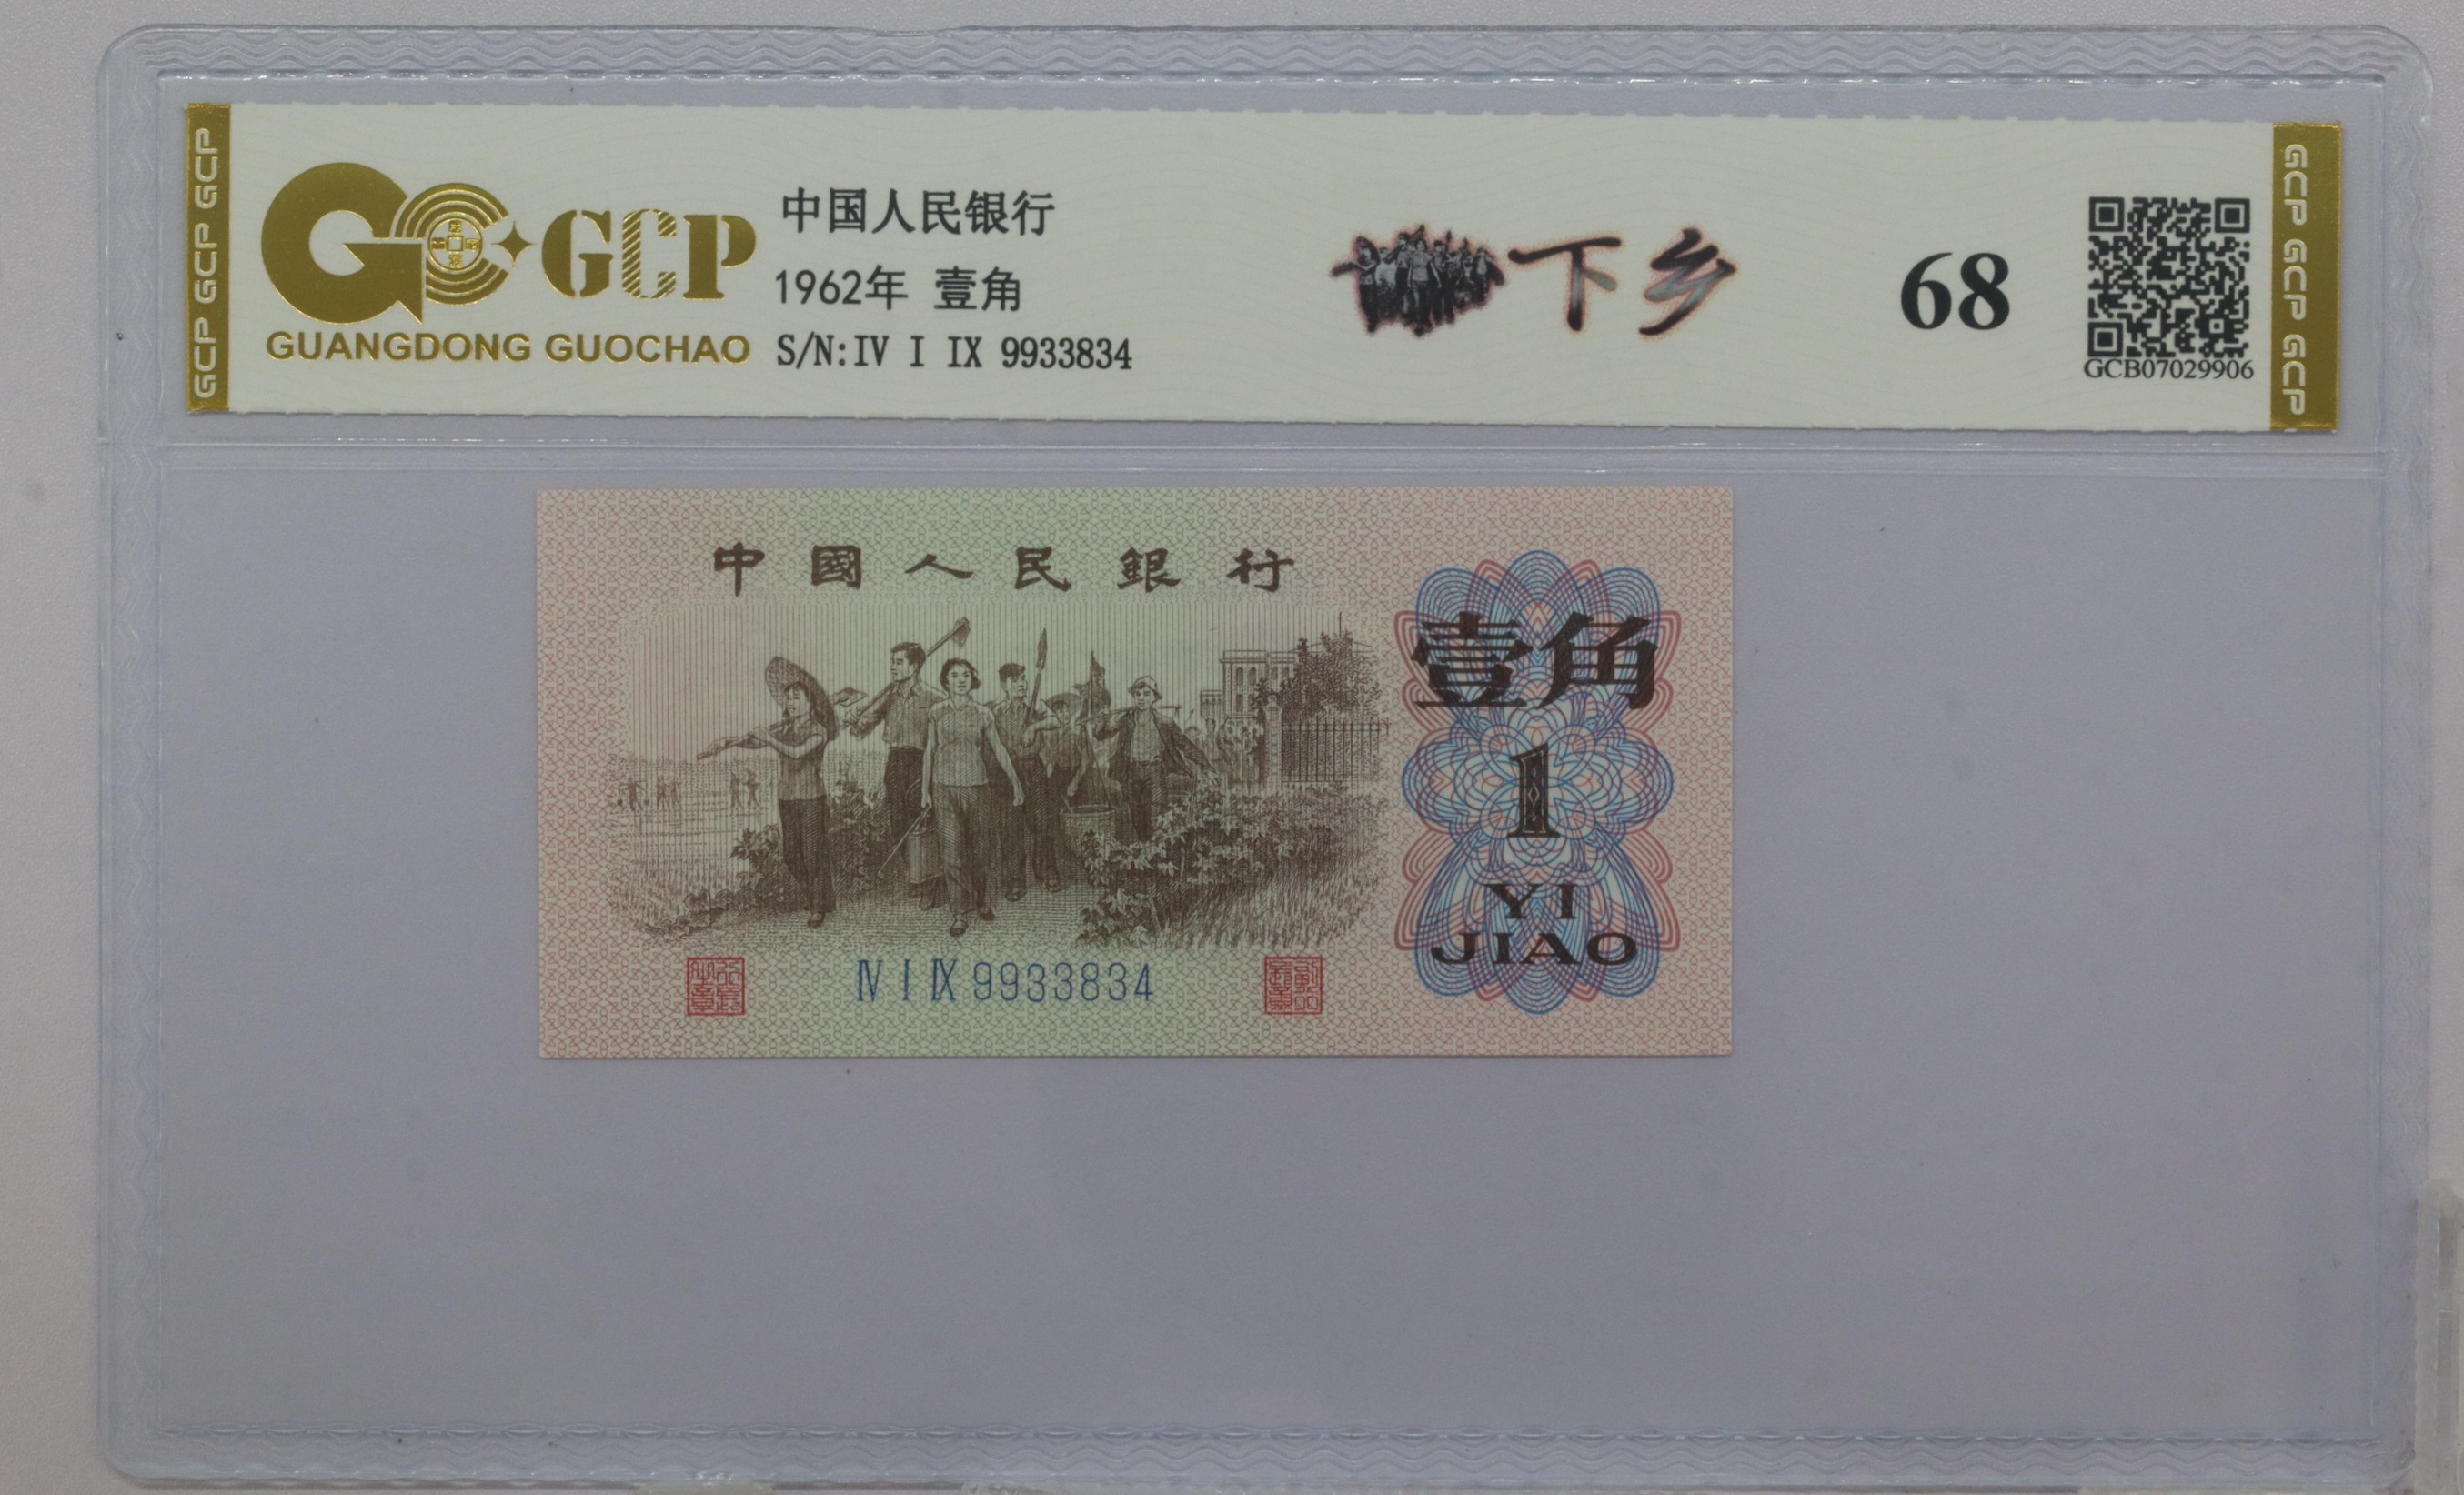 GCP GCP GCP
GCP
GUANGDONG GUOCHAO
中国人民银行
1962年 壹角
S/N:IV I IX 9933834
下乡
68
GCB07029906
GCP GCP GCP
中國人民銀行
壹角
1
YI
JIAO
Ⅳ Ⅰ Ⅸ 9933834